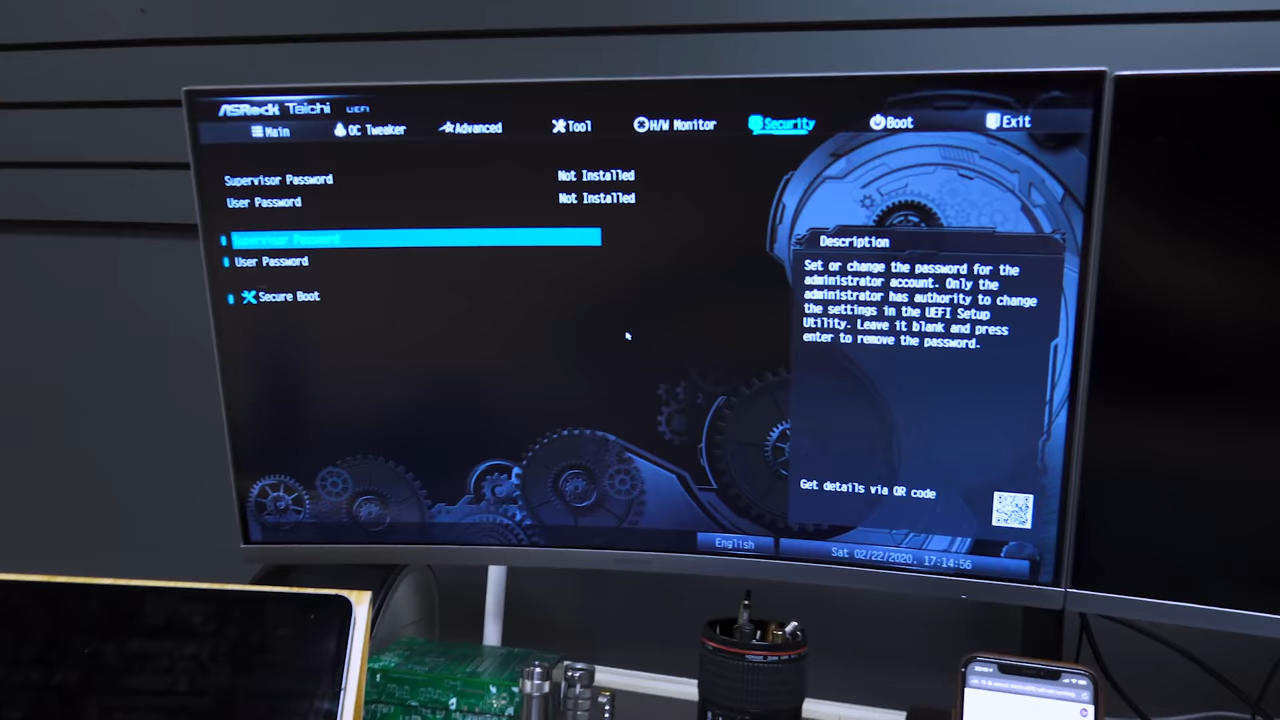 ASRock Taichi UEFI
Main OC Tweaker Advanced Tool H/W Monitor Security Boot Exit
Supervisor Password Not Installed
User Password Not Installed
Supervisor Password
User Password
Secure Boot
Description
Set or change the password for the
administrator account. Only the
administrator has authority to change
the settings in the UEFI Setup
Utility. Leave it blank and press
enter to remove the password.
Get details via QR code
English
Sat 02/22/2020. 17:14:56